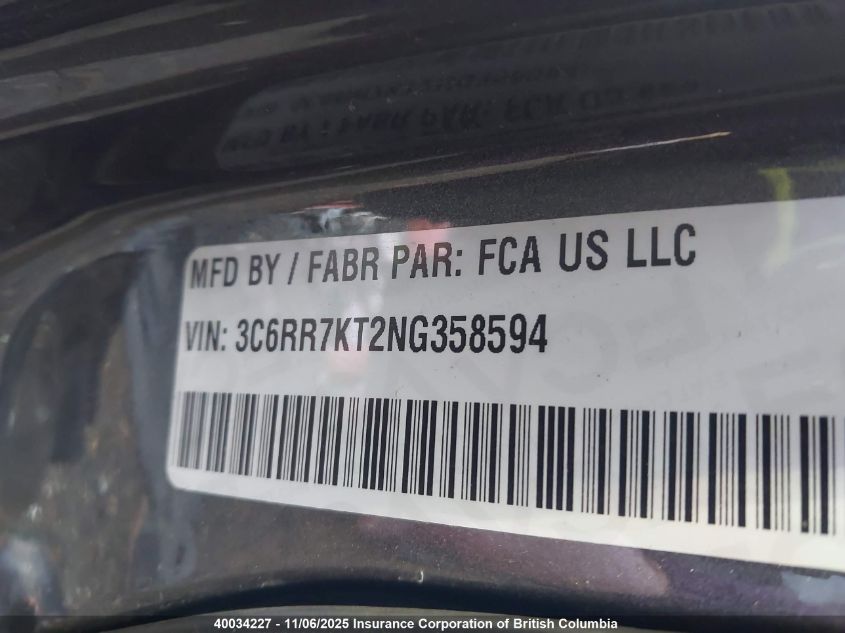 MFD BY / FABR PAR: FCA US LLC
VIN: 3C6RR7KT2NG358594
40034227 - 11/06/2025 Insurance Corporation of British Columbia